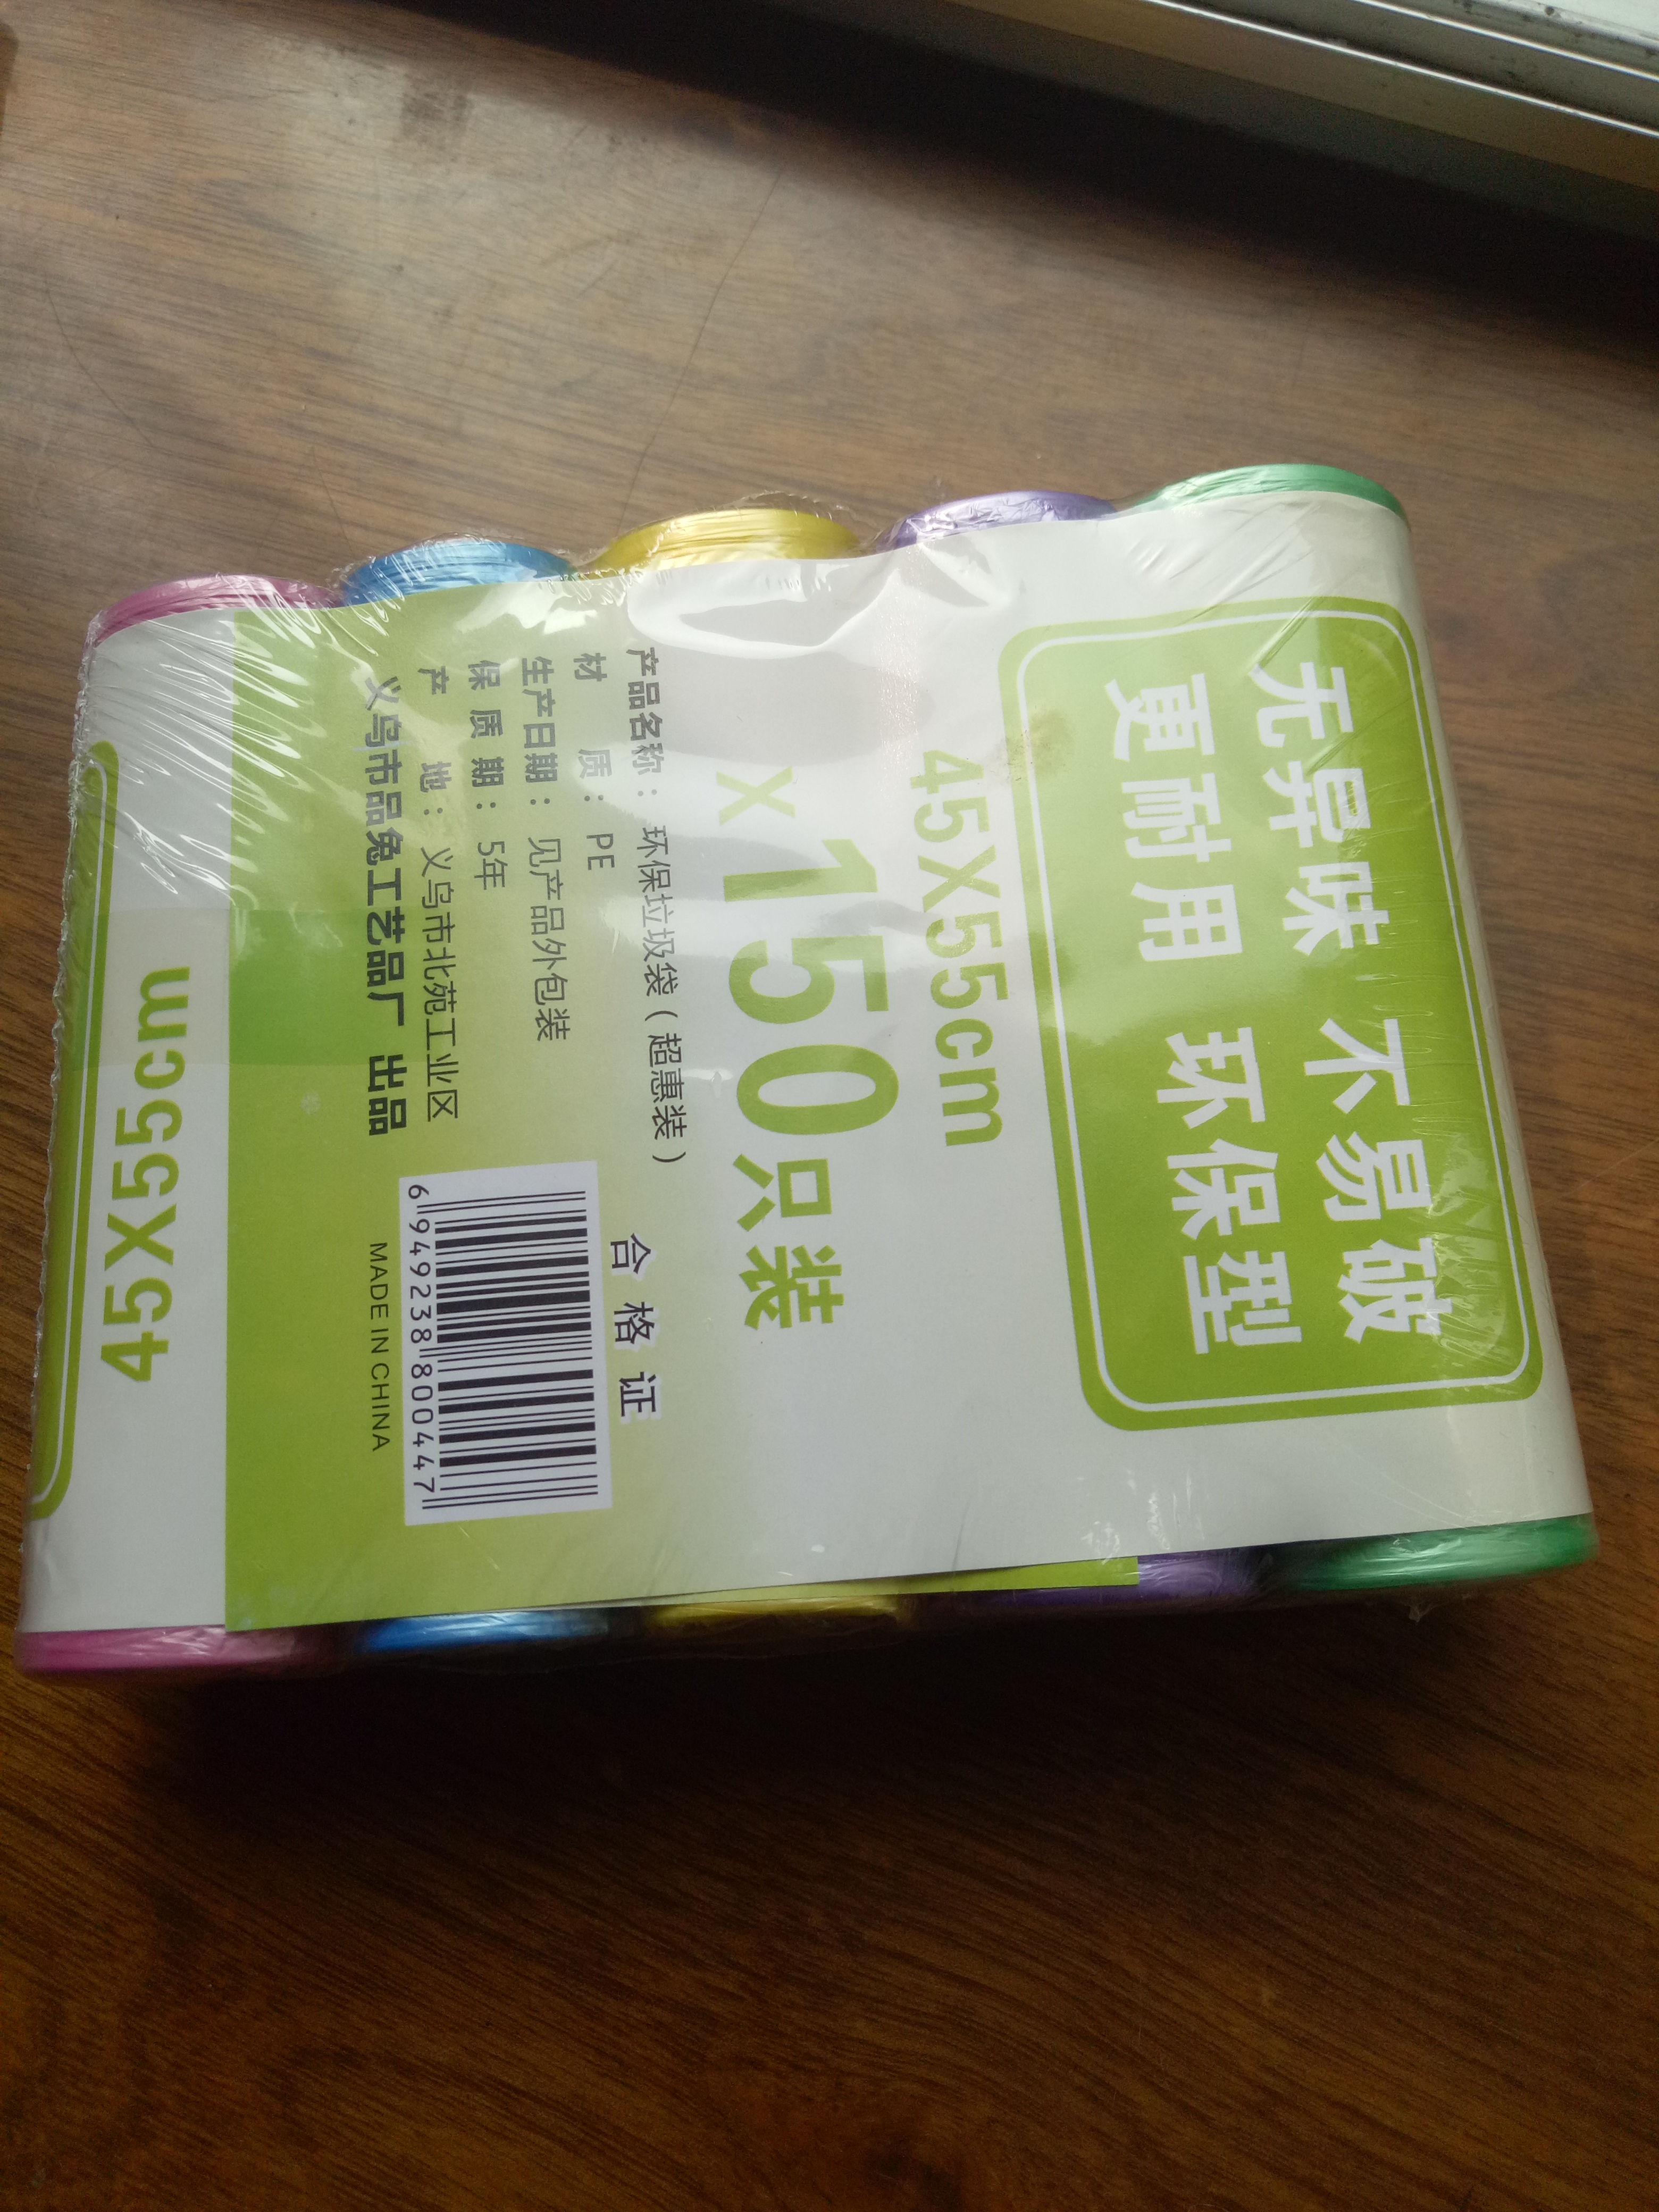 无异味 不易破
更耐用 环保型
45X55cm
x150只装
产品名称：环保垃圾袋（超惠装）
材 质：PE
生产日期：见产品外包装
保 质 期：5年
产 地：义乌市北苑工业区
义乌市品兔工艺品厂 出品
合格证
6 949238 800447
MADE IN CHINA
45X55cm